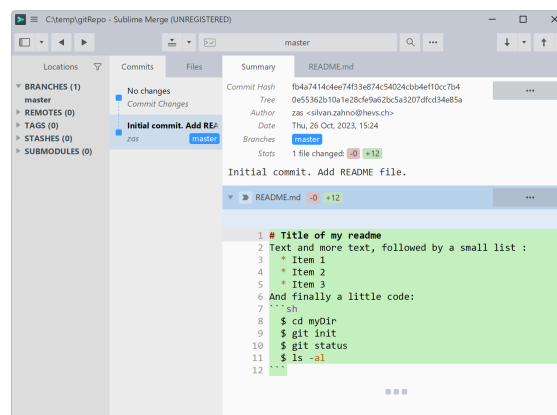 C:\temp\gitRepo - Sublime Merge (UNREGISTERED)
master
Locations
Commits
Files
Summary
README.md
BRANCHES (1)
master
REMOTES (0)
TAGS (0)
STASHES (0)
SUBMODULES (0)
No changes
Commit Changes
Initial commit. Add REA
zas master
Commit Hash fb4a7414c4ee74f33e874c54024cbb4ef10cc7b4
Tree 0e55362b10a1e28cfe9a62bc5a3207dfcd34e85a
Author zas <silvan.zahno@hevs.ch>
Date Thu, 26 Oct, 2023, 15:24
Branches master
Stats 1 file changed: -0 +12
Initial commit. Add README file.
README.md -0 +12
1 # Title of my readme
2 Text and more text, followed by a small list :
3 * Item 1
4 * Item 2
5 * Item 3
6 And finally a little code:
7 ```sh
8 $ cd myDir
9 $ git init
10 $ git status
11 $ ls -al
12 ```